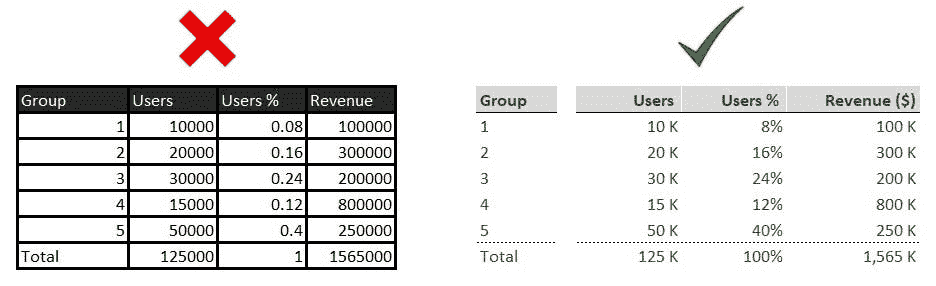 Group Users Users % Revenue
1 10000 0.08 100000
2 20000 0.16 300000
3 30000 0.24 200000
4 15000 0.12 800000
5 50000 0.4 250000
Total 125000 1 1565000
Group Users Users % Revenue ($)
1 10 K 8% 100 K
2 20 K 16% 300 K
3 30 K 24% 200 K
4 15 K 12% 800 K
5 50 K 40% 250 K
Total 125 K 100% 1,565 K